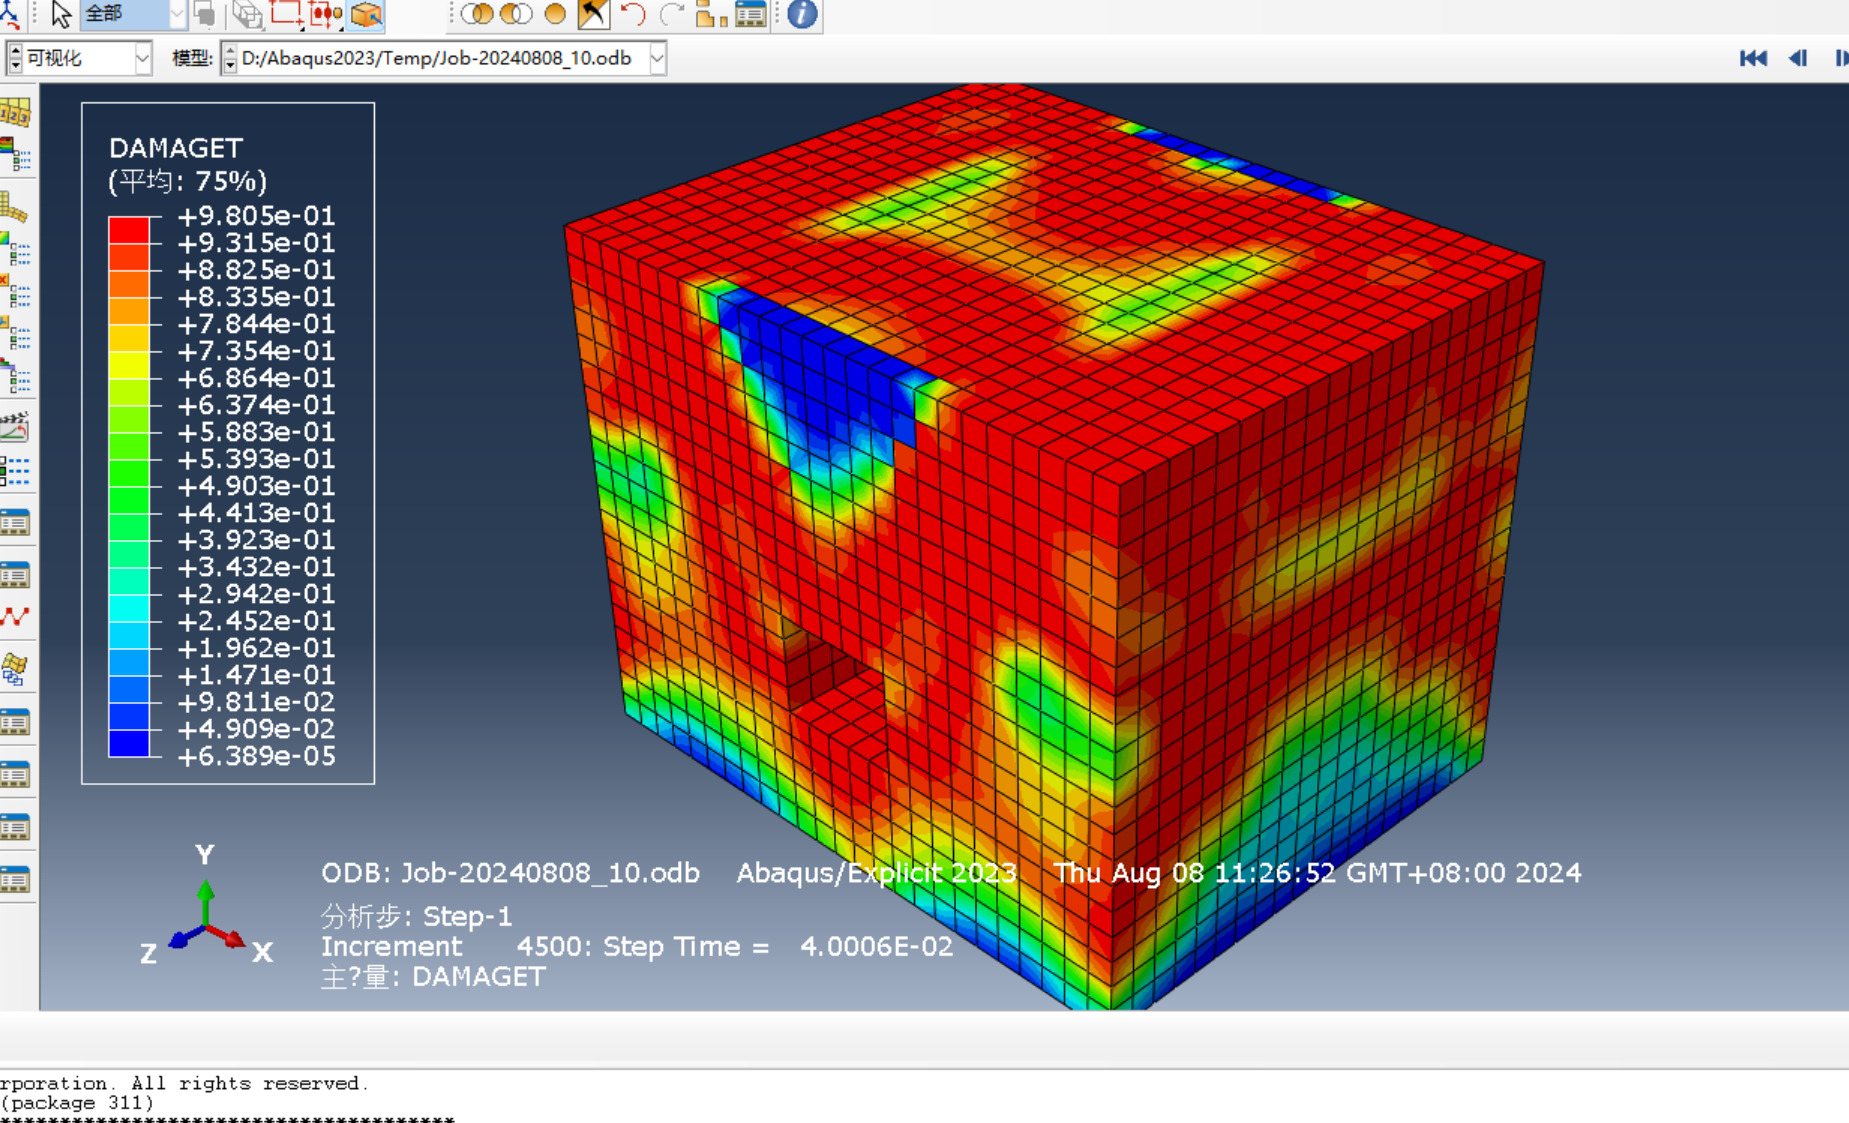 全部
可视化 模型: D:/Abaqus2023/Temp/Job-20240808_10.odb
DAMAGET
(平均: 75%)
+9.805e-01
+9.315e-01
+8.825e-01
+8.335e-01
+7.844e-01
+7.354e-01
+6.864e-01
+6.374e-01
+5.883e-01
+5.393e-01
+4.903e-01
+4.413e-01
+3.923e-01
+3.432e-01
+2.942e-01
+2.452e-01
+1.962e-01
+1.471e-01
+9.811e-02
+4.909e-02
+6.389e-05
Y
Z X
ODB: Job-20240808_10.odb Abaqus/Explicit 2023 Thu Aug 08 11:26:52 GMT+08:00 2024
分析步: Step-1
Increment 4500: Step Time = 4.0006E-02
主?量: DAMAGET
rporation. All rights reserved.
(package 311)